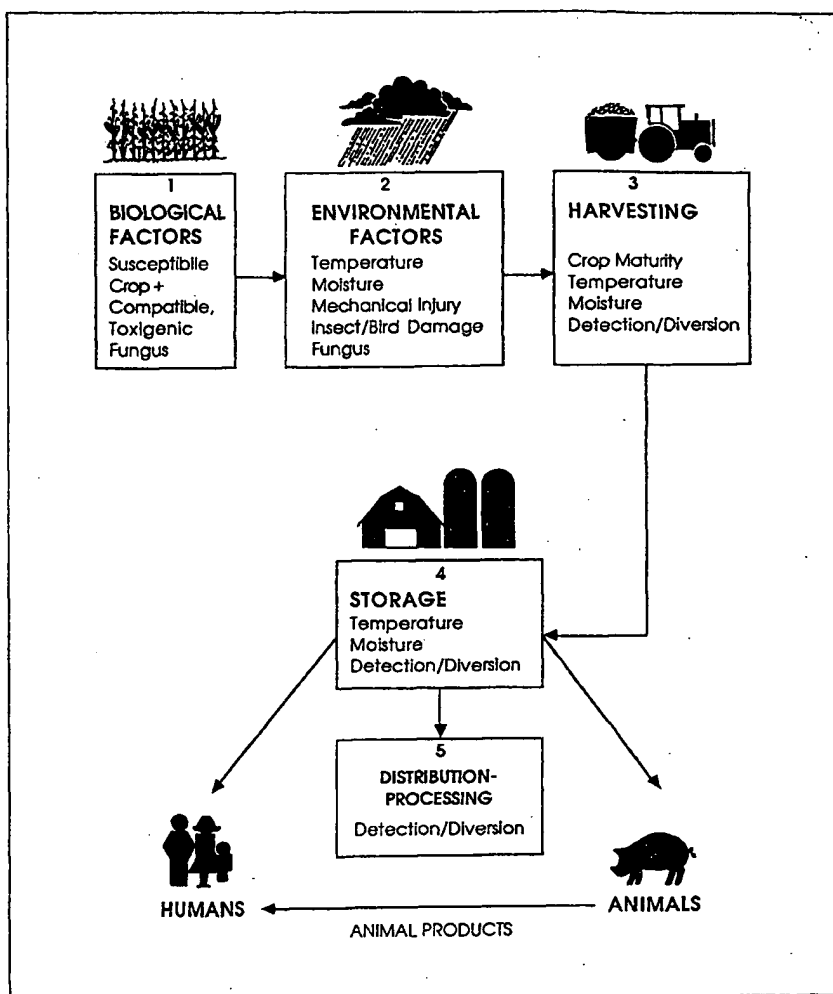 1
BIOLOGICAL
FACTORS
Susceptibile
Crop +
Compatible,
Toxigenic
Fungus
2
ENVIRONMENTAL
FACTORS
Temperature
Moisture
Mechanical Injury
Insect/Bird Damage
Fungus
3
HARVESTING
Crop Maturity
Temperature
Moisture
Detection/Diversion
4
STORAGE
Temperature
Moisture
Detection/Diversion
5
DISTRIBUTION-
PROCESSING
Detection/Diversion
HUMANS
ANIMALS
ANIMAL PRODUCTS